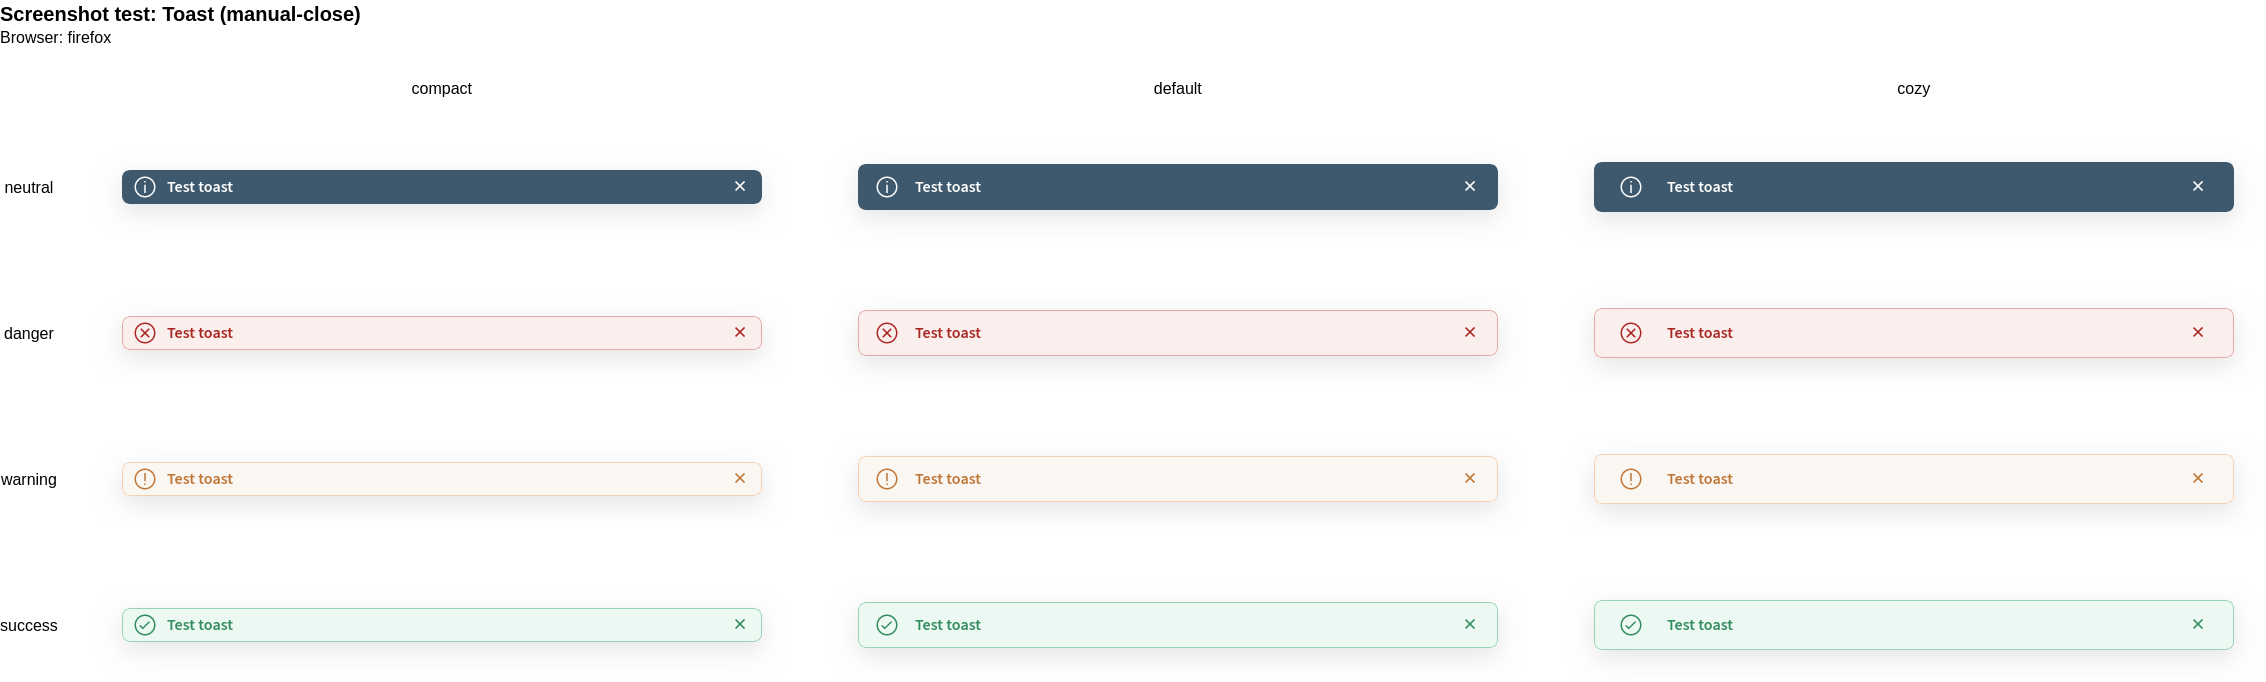 Screenshot test: Toast (manual-close)
Browser: firefox
compact default cozy
neutral Test toast Test toast Test toast
danger Test toast Test toast Test toast
warning Test toast Test toast Test toast
success Test toast Test toast Test toast